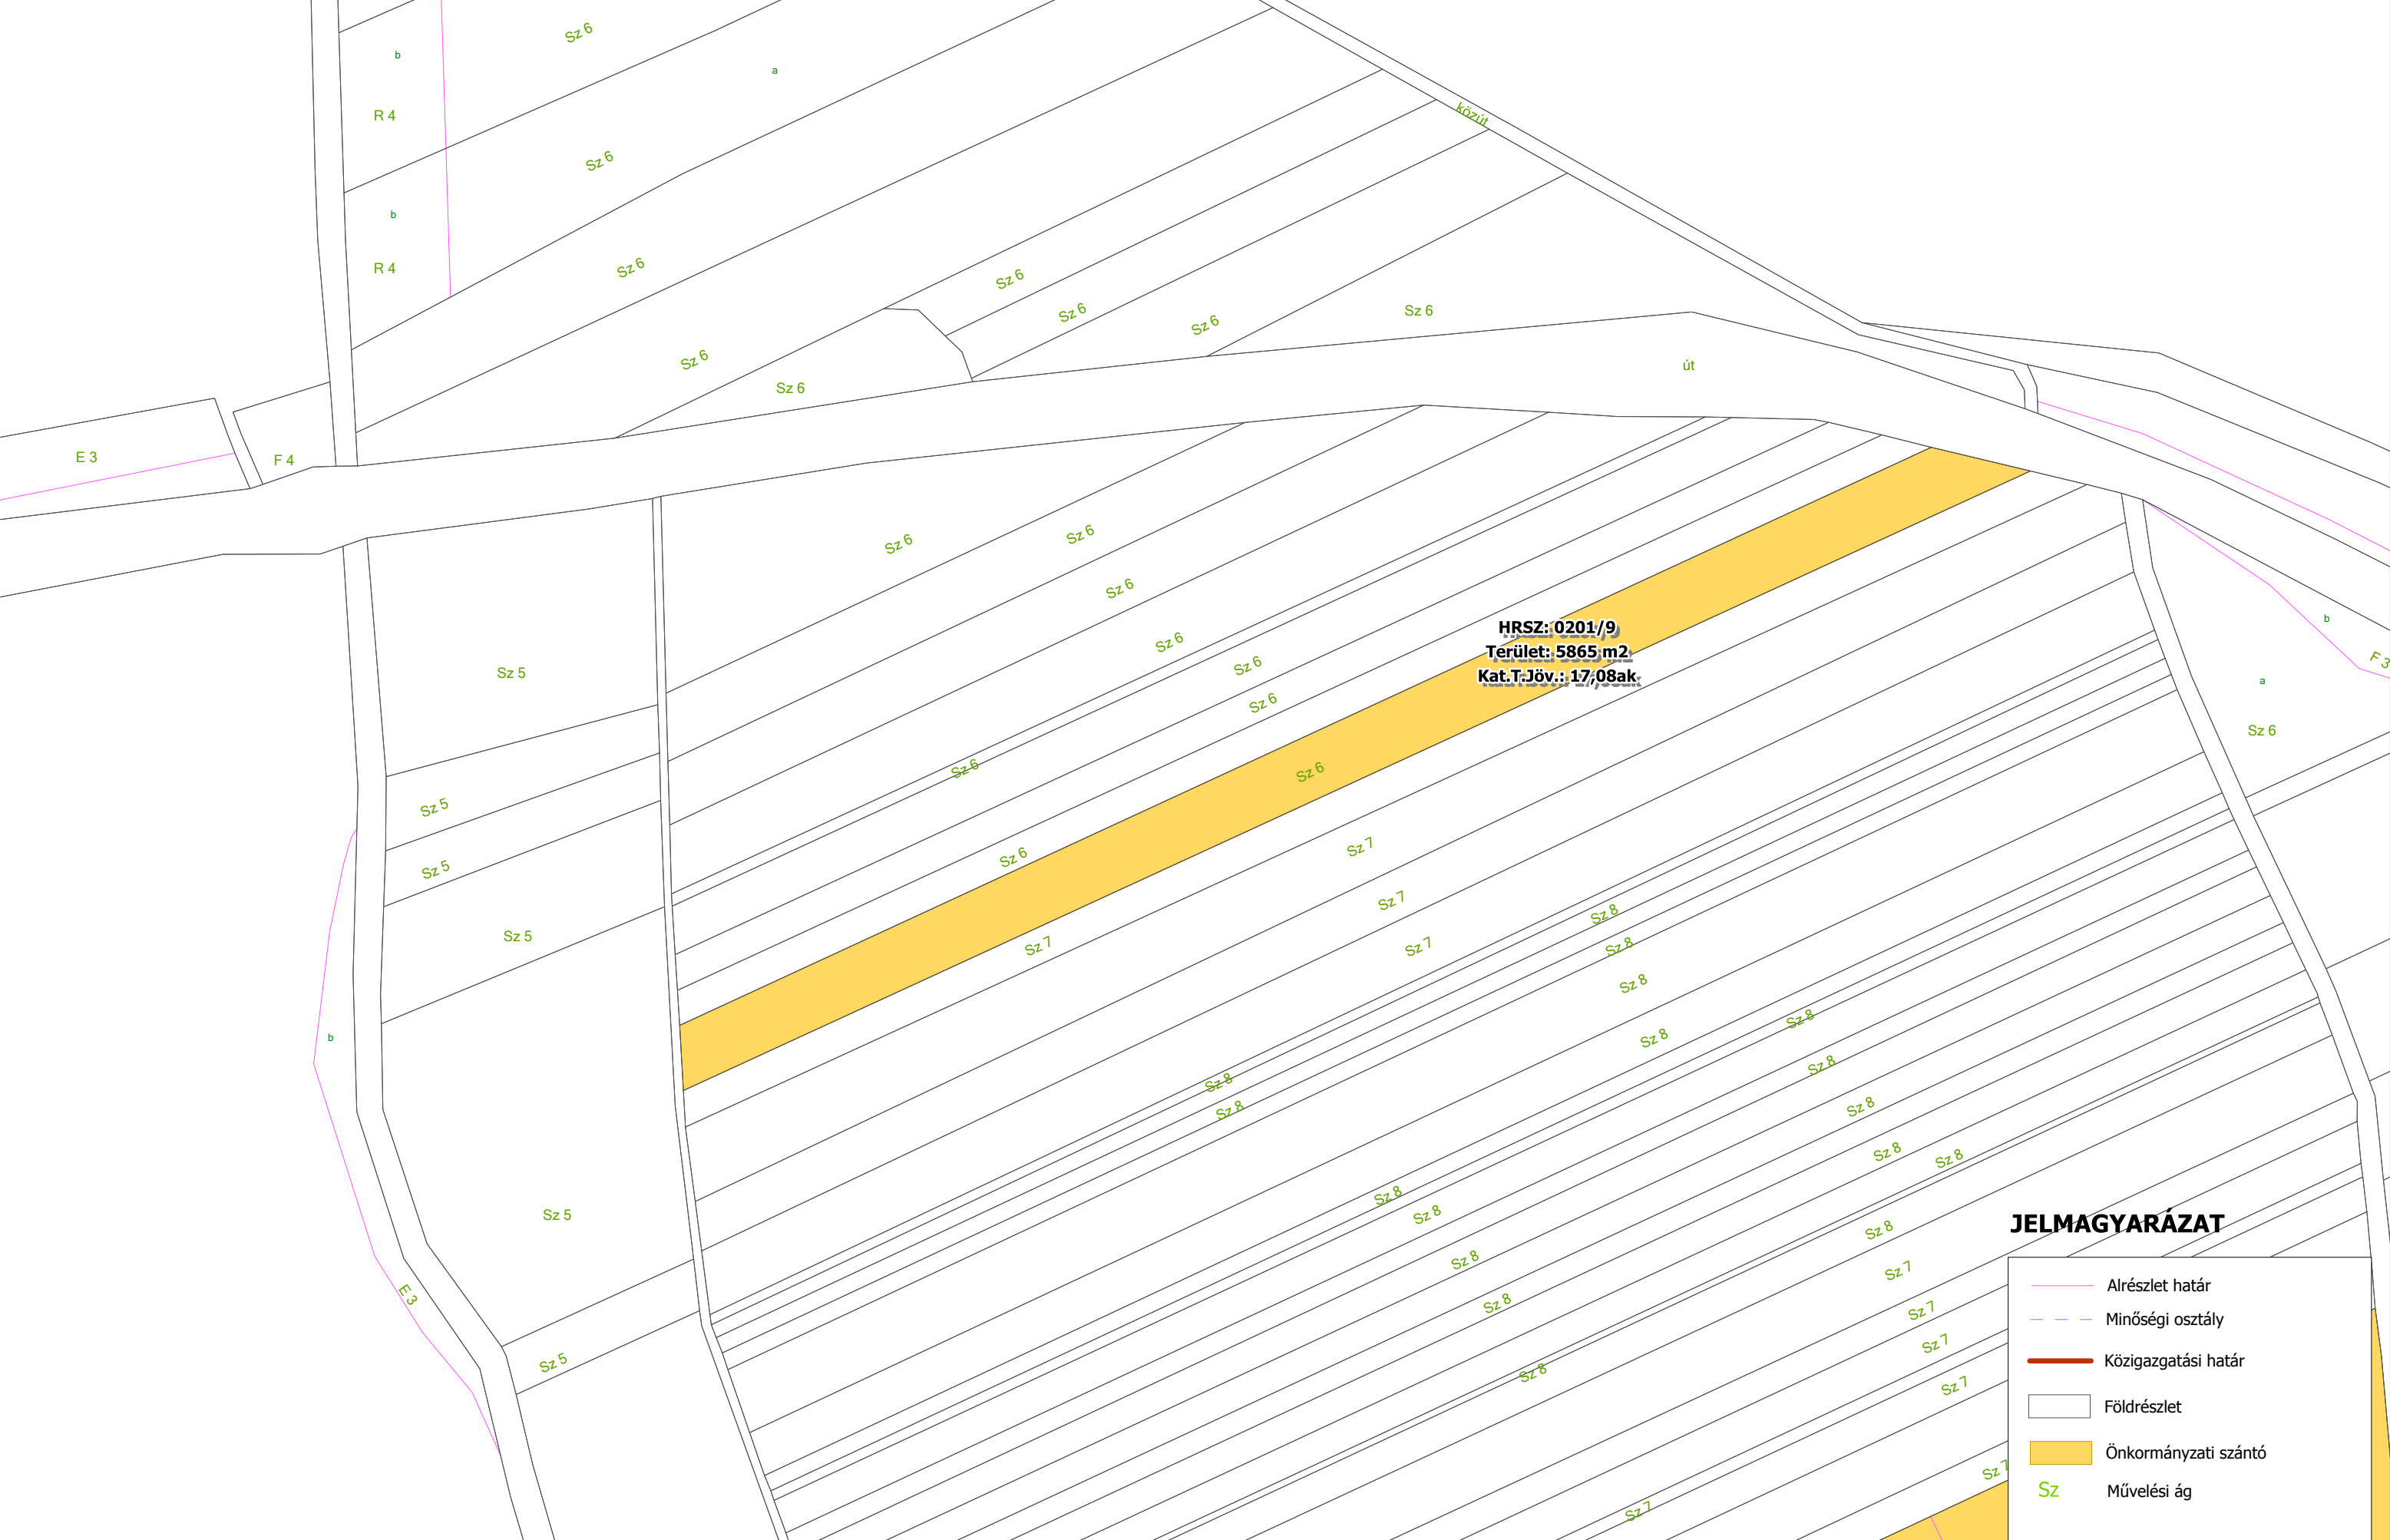 Sz 6
b
a
R 4
közút
Sz 6
b
R 4
Sz 6
Sz 6
Sz 6
Sz 6
Sz 6
Sz 6
út
Sz 6
E 3
F 4
Sz 6
Sz 6
Sz 6
b
HRSZ: 0201/9
Terület: 5865 m2
Kat.T.Jöv.: 17,08ak
Sz 6
Sz 6
F 3
Sz 5
a
Sz 6
Sz 6
Sz 6
Sz 6
Sz 5
Sz 7
Sz 6
Sz 5
Sz 7
Sz 8
Sz 5
Sz 7
Sz 7
Sz 8
Sz 8
Sz 8
b
Sz 8
Sz 8
Sz 8
Sz 8
Sz 8
Sz 8
Sz 8
Sz 8
Sz 5
Sz 8
Sz 8
Sz 8
JELMAGYARÁZAT
Sz 8
Sz 7
Alrészlet határ
E 3
Sz 8
Sz 7
Minőségi osztály
Sz 7
Sz 5
Közigazgatási határ
Sz 8
Sz 7
Földrészlet
Önkormányzati szántó
Sz 7
Sz Művelési ág
Sz 7